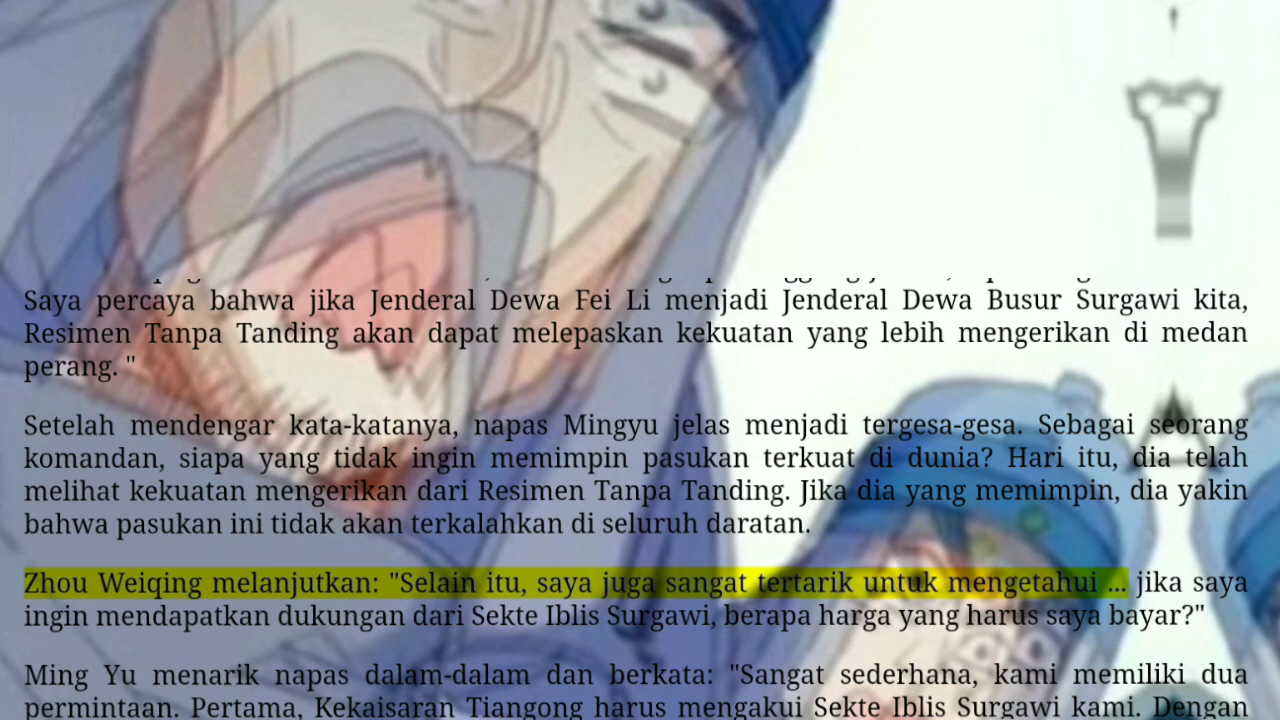 Saya percaya bahwa jika Jenderal Dewa Fei Li menjadi Jenderal Dewa Busur Surgawi kita,
Resimen Tanpa Tanding akan dapat melepaskan kekuatan yang lebih mengerikan di medan
perang. "
Setelah mendengar kata-katanya, napas Mingyu jelas menjadi tergesa-gesa. Sebagai seorang
komandan, siapa yang tidak ingin memimpin pasukan terkuat di dunia? Hari itu, dia telah
melihat kekuatan mengerikan dari Resimen Tanpa Tanding. Jika dia yang memimpin, dia yakin
bahwa pasukan ini tidak akan terkalahkan di seluruh daratan.
Zhou Weiqing melanjutkan: "Selain itu, saya juga sangat tertarik untuk mengetahui ... jika saya
ingin mendapatkan dukungan dari Sekte Iblis Surgawi, berapa harga yang harus saya bayar?"
Ming Yu menarik napas dalam-dalam dan berkata: "Sangat sederhana, kami memiliki dua
permintaan. Pertama, Kekaisaran Tiangong harus mengakui Sekte Iblis Surgawi kami. Dengan